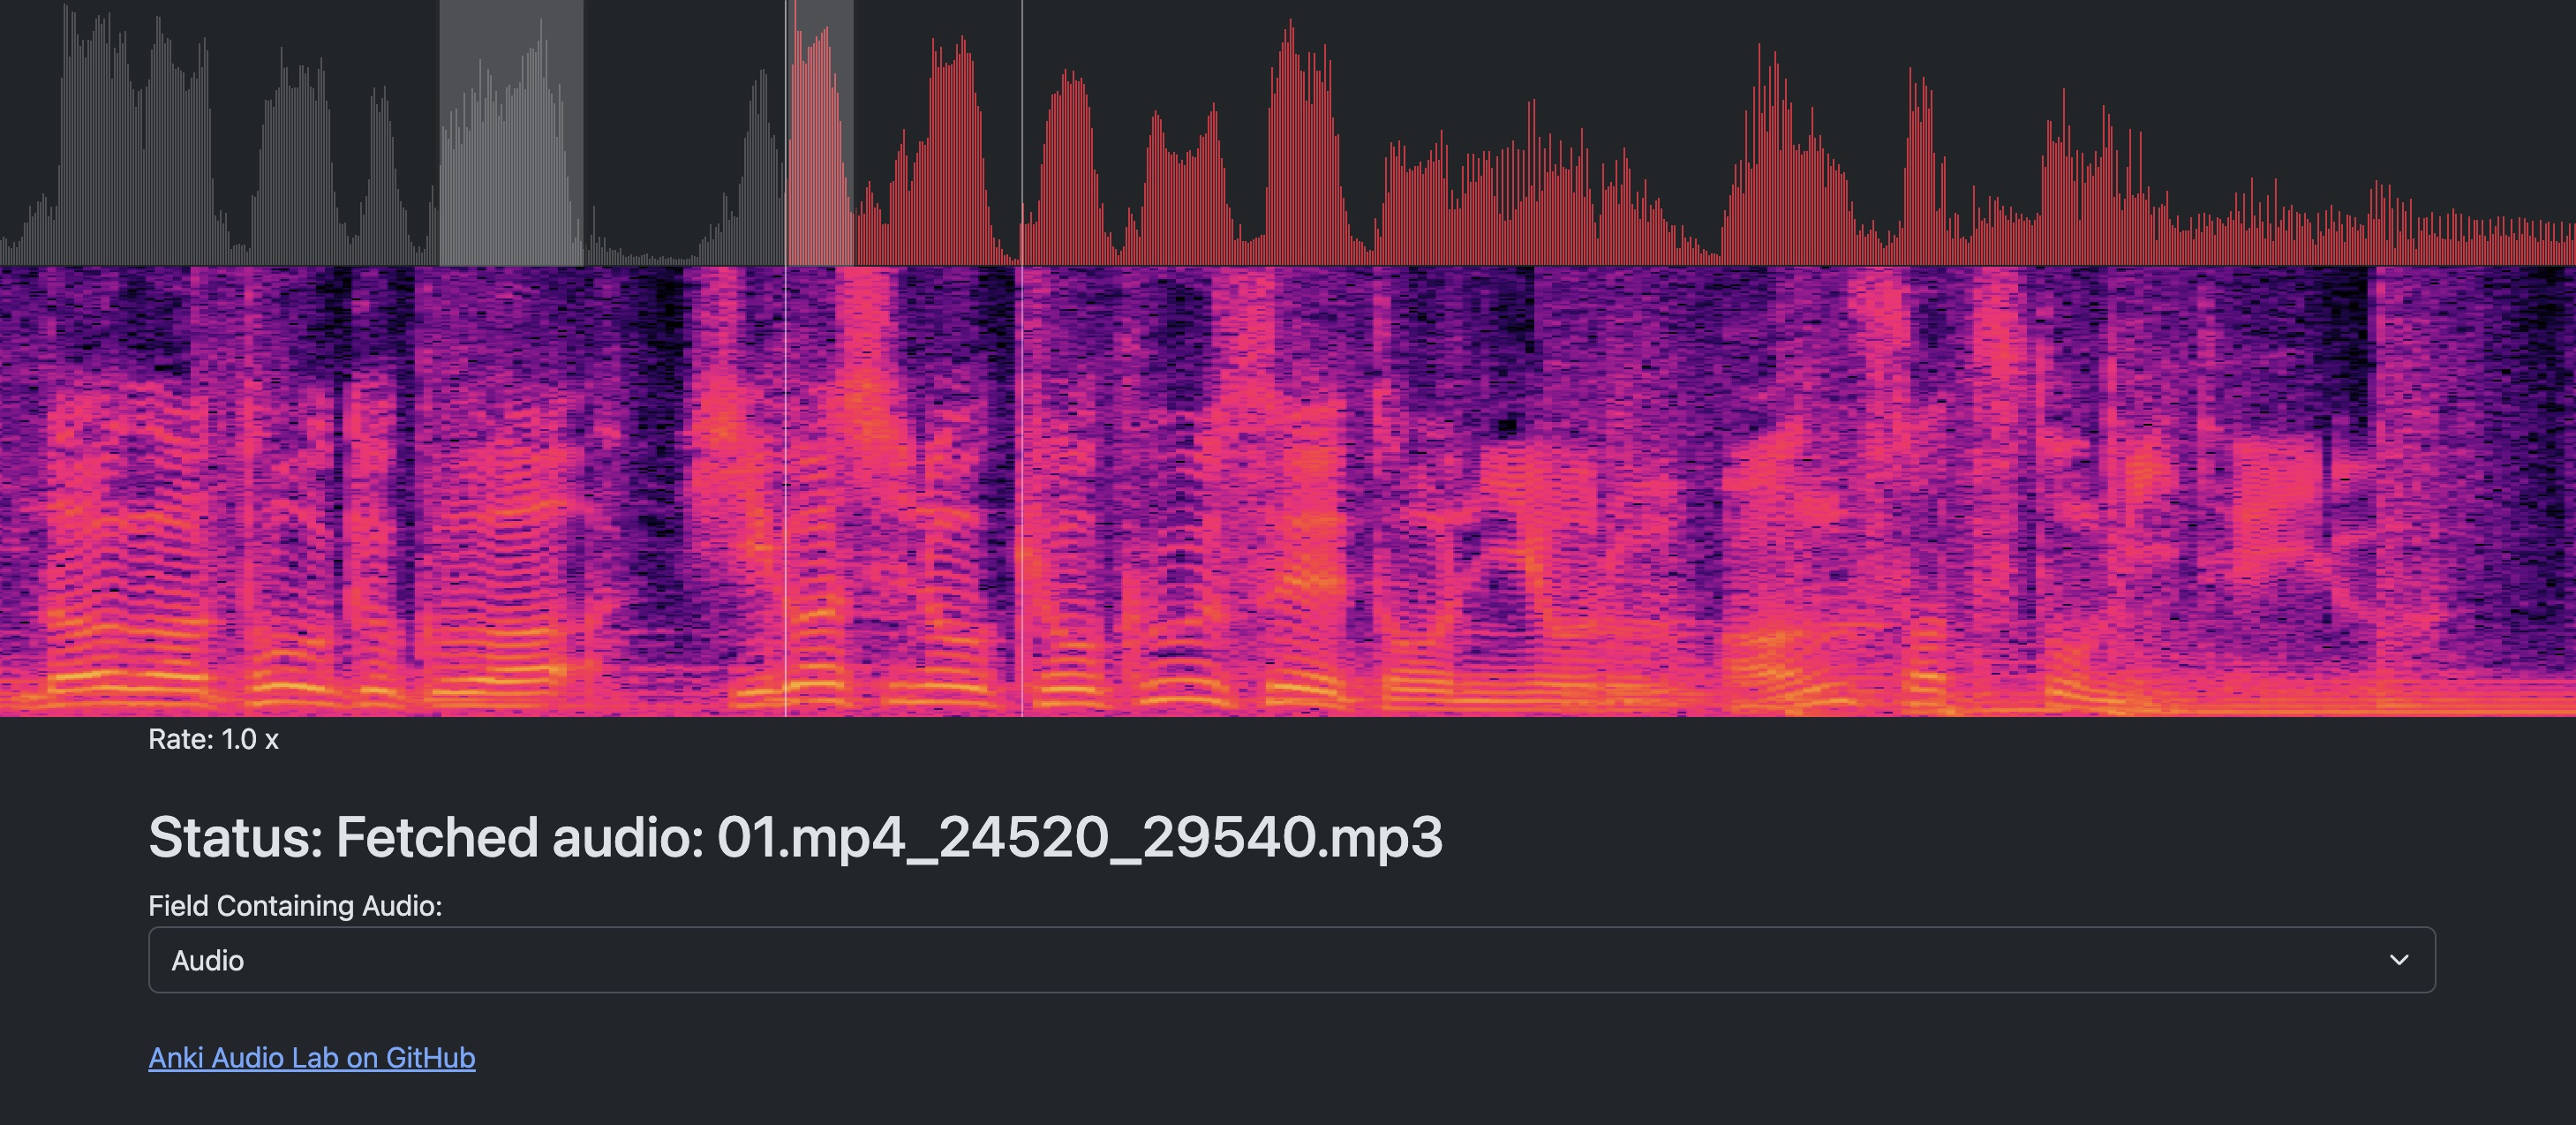 Rate: 1.0 x
Status: Fetched audio: 01.mp4_24520_29540.mp3
Field Containing Audio:
Audio
Anki Audio Lab on GitHub